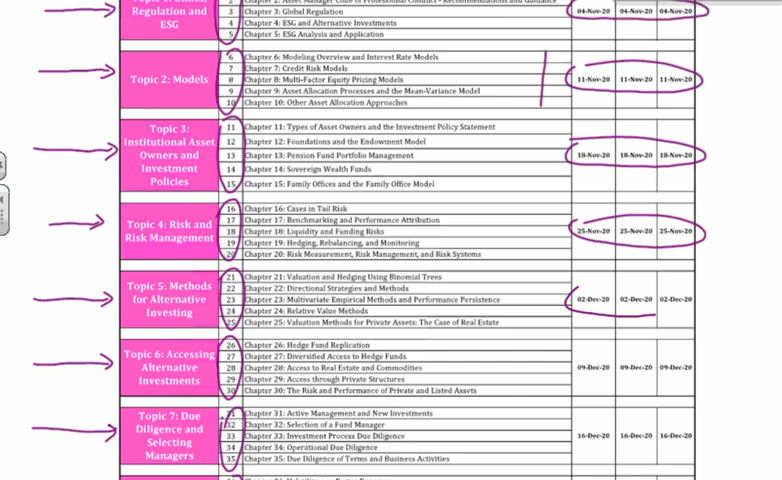 Regulation and ESG
2 Chapter 2: Asset Manager Code of Professional Conduct - Recommendations and Guidance
3 Chapter 3: Global Regulation
4 Chapter 4: ESG and Alternative Investments
5 Chapter 5: ESG Analysis and Application
04-Nov-20 04-Nov-20 04-Nov-20
Topic 2: Models
6 Chapter 6: Modeling Overview and Interest Rate Models
7 Chapter 7: Credit Risk Models
8 Chapter 8: Multi-Factor Equity Pricing Models
9 Chapter 9: Asset Allocation Processes and the Mean-Variance Model
10 Chapter 10: Other Asset Allocation Approaches
11-Nov-20 11-Nov-20 11-Nov-20
Topic 3: Institutional Asset Owners and Investment Policies
11 Chapter 11: Types of Asset Owners and the Investment Policy Statement
12 Chapter 12: Foundations and the Endowment Model
13 Chapter 13: Pension Fund Portfolio Management
14 Chapter 14: Sovereign Wealth Funds
15 Chapter 15: Family Offices and the Family Office Model
18-Nov-20 18-Nov-20 18-Nov-20
Topic 4: Risk and Risk Management
16 Chapter 16: Cases in Tail Risk
17 Chapter 17: Benchmarking and Performance Attribution
18 Chapter 18: Liquidity and Funding Risks
19 Chapter 19: Hedging, Rebalancing, and Monitoring
20 Chapter 20: Risk Measurement, Risk Management, and Risk Systems
25-Nov-20 25-Nov-20 25-Nov-20
Topic 5: Methods for Alternative Investing
21 Chapter 21: Valuation and Hedging Using Binomial Trees
22 Chapter 22: Directional Strategies and Methods
23 Chapter 23: Multivariate Empirical Methods and Performance Persistence
24 Chapter 24: Relative Value Methods
25 Chapter 25: Valuation Methods for Private Assets: The Case of Real Estate
02-Dec-20 02-Dec-20 02-Dec-20
Topic 6: Accessing Alternative Investments
26 Chapter 26: Hedge Fund Replication
27 Chapter 27: Diversified Access to Hedge Funds
28 Chapter 28: Access to Real Estate and Commodities
29 Chapter 29: Access through Private Structures
30 Chapter 30: The Risk and Performance of Private and Listed Assets
09-Dec-20 09-Dec-20 09-Dec-20
Topic 7: Due Diligence and Selecting Managers
31 Chapter 31: Active Management and New Investments
32 Chapter 32: Selection of a Fund Manager
33 Chapter 33: Investment Process Due Diligence
34 Chapter 34: Operational Due Diligence
35 Chapter 35: Due Diligence of Terms and Business Activities
16-Dec-20 16-Dec-20 16-Dec-20